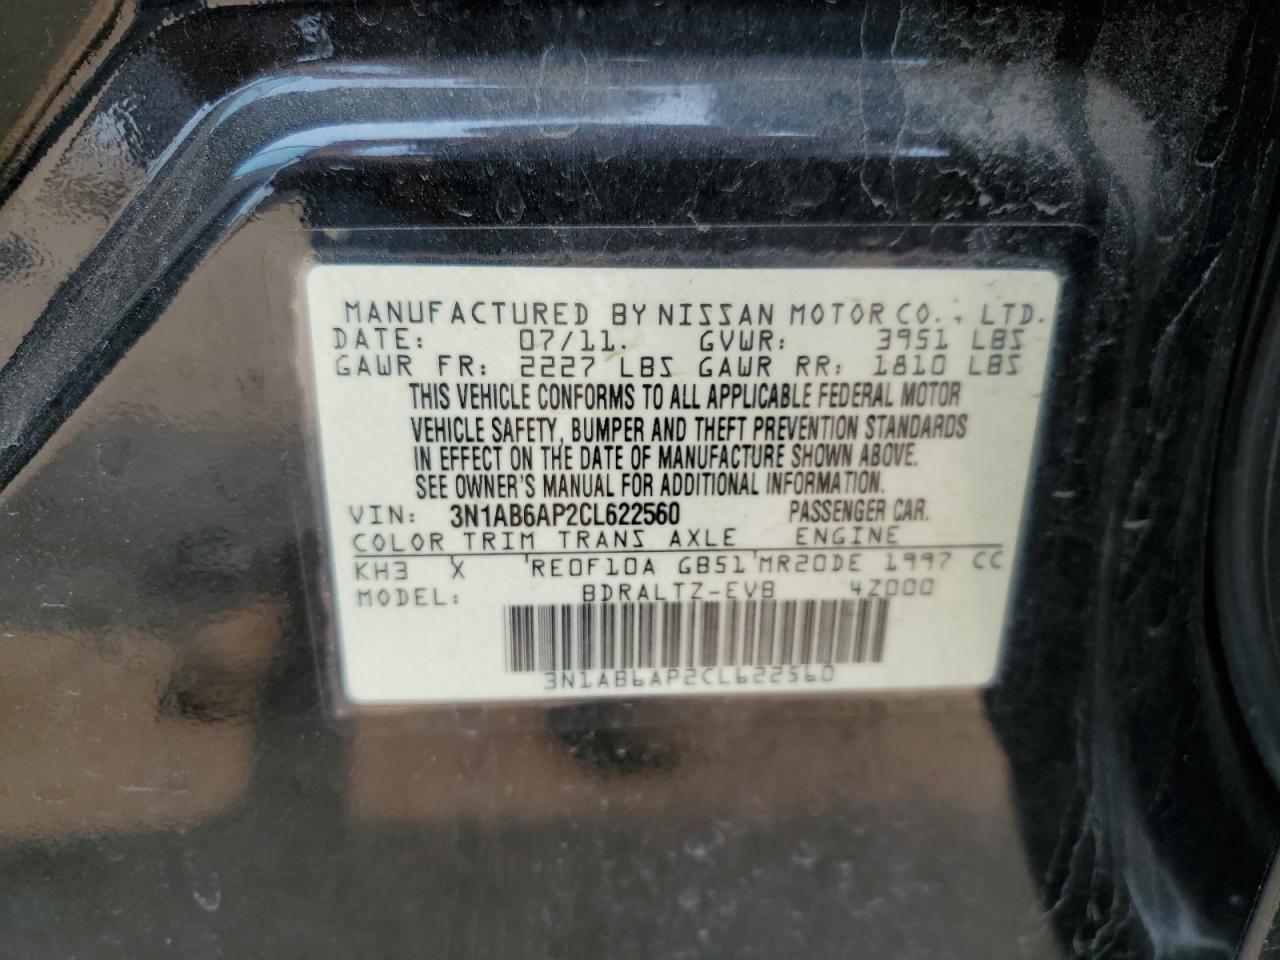 MANUFACTURED BY NISSAN MOTOR CO., LTD.
DATE: 07/11. GVWR: 3951 LBS
GAWR FR: 2227 LBS GAWR RR: 1810 LBS
THIS VEHICLE CONFORMS TO ALL APPLICABLE FEDERAL MOTOR
VEHICLE SAFETY, BUMPER AND THEFT PREVENTION STANDARDS
IN EFFECT ON THE DATE OF MANUFACTURE SHOWN ABOVE.
SEE OWNER'S MANUAL FOR ADDITIONAL INFORMATION.
VIN: 3N1AB6AP2CL622560 PASSENGER CAR.
COLOR TRIM TRANS AXLE ENGINE
KH3 X RE0F10A GB51 MR20DE 1997 CC
MODEL: BDRALTZ-EVB 4Z000
3N1AB6AP2CL622560